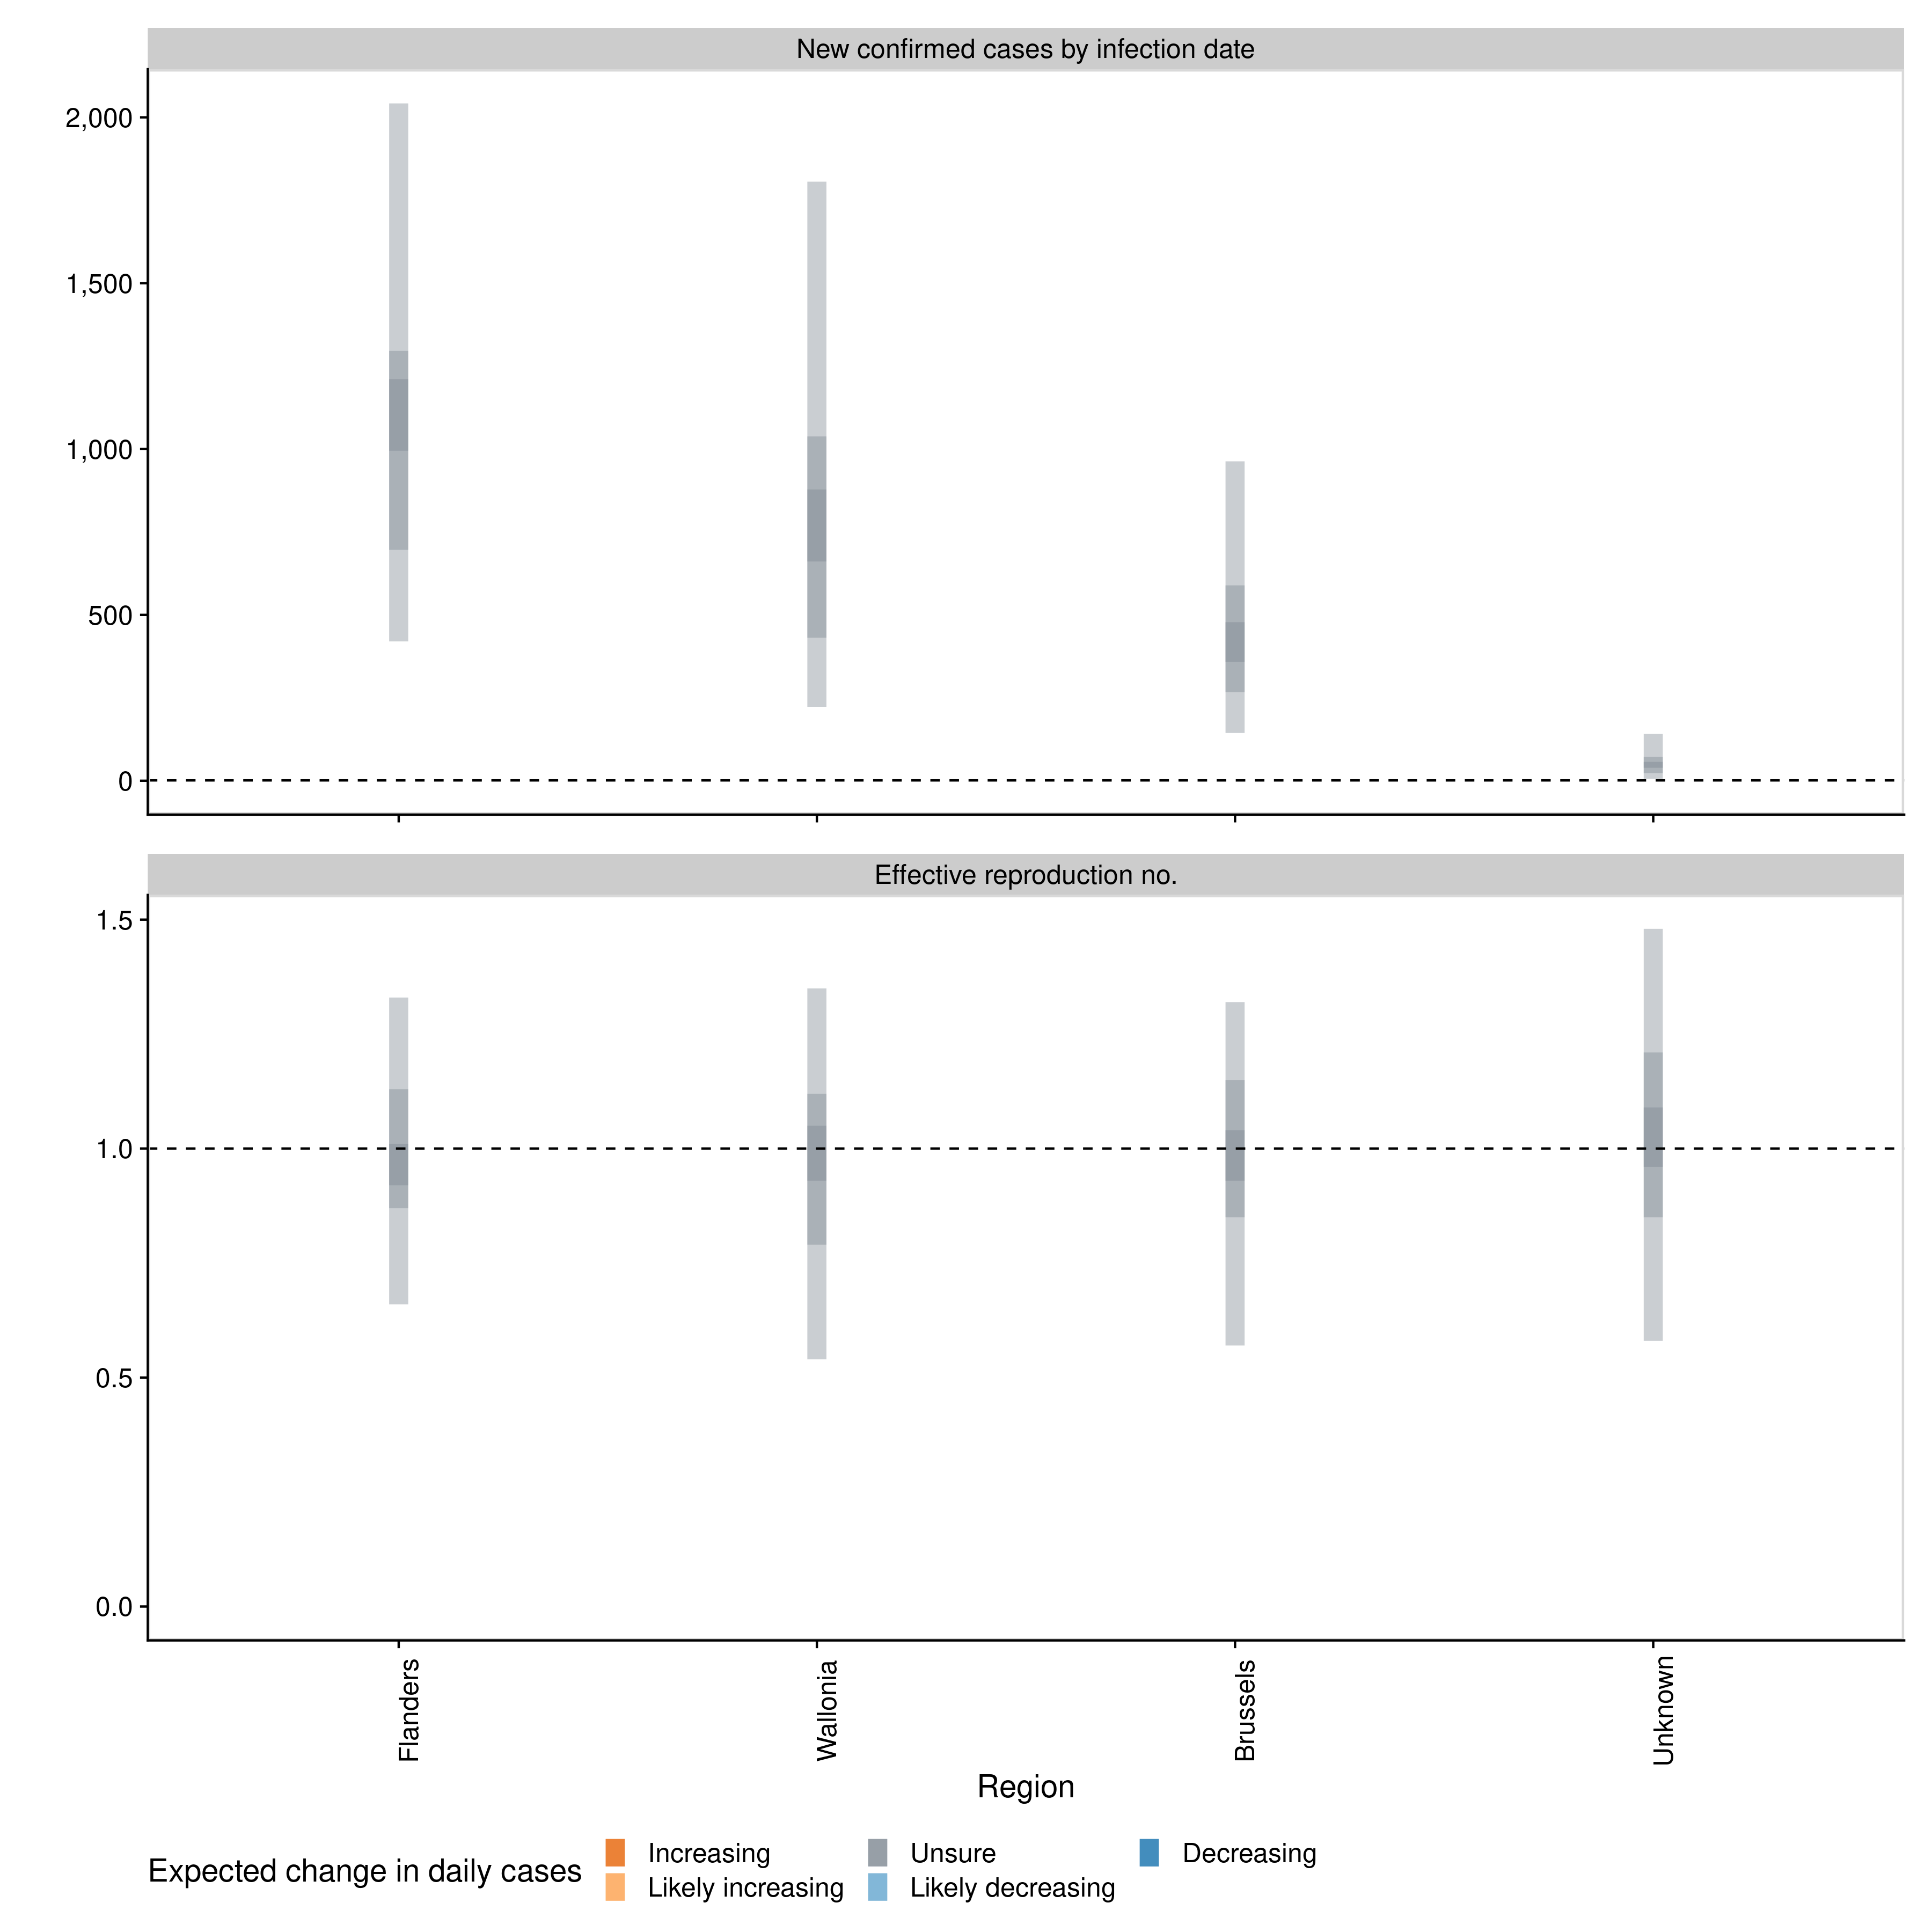 New confirmed cases by infection date
2,000
1,500
1,000
500
0
Effective reproduction no.
1.5
1.0
0.5
0.0
Flanders
Wallonia
Brussels
Unknown
Region
Expected change in daily cases
Increasing
Unsure
Decreasing
Likely increasing
Likely decreasing